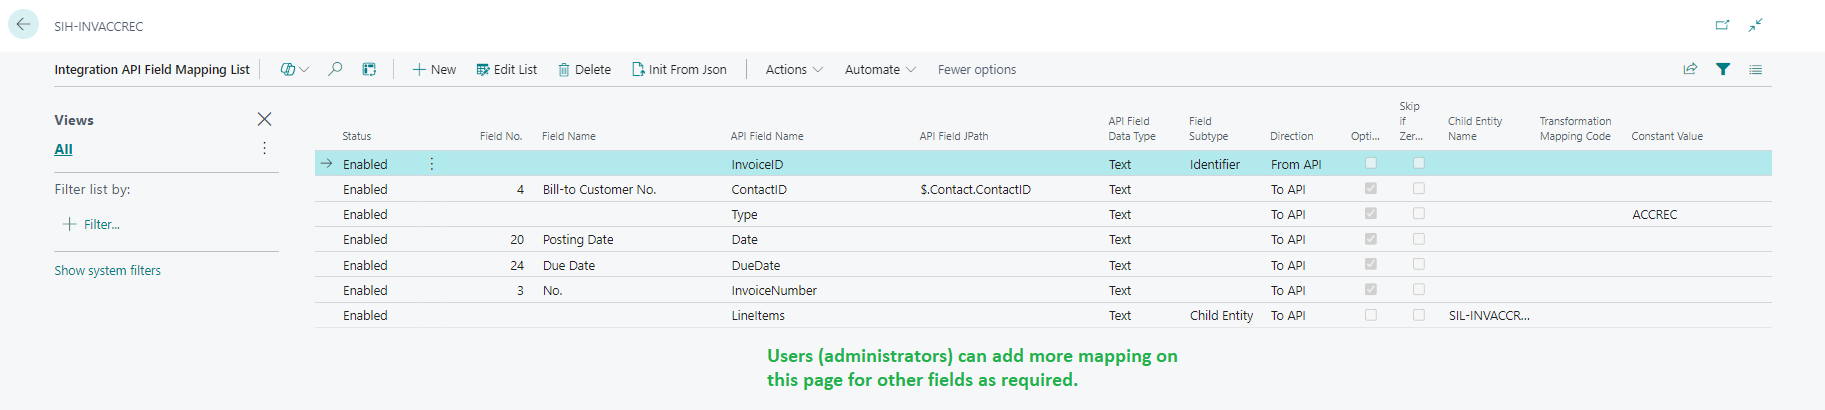 SIH-INVACCREC
Integration API Field Mapping List
New Edit List Delete Init From Json Actions Automate Fewer options
Views
All
Filter list by:
Filter...
Show system filters
Status Field No. Field Name API Field Name API Field JPath API Field Data Type Field Subtype Direction Opti... Skip If Zer... Child Entity Name Transformation Mapping Code Constant Value
Enabled InvoiceID Text Identifier From API
Enabled 4 Bill-to Customer No. ContactID $.Contact.ContactID Text To API
Enabled Type Text To API ACCREC
Enabled 20 Posting Date Date Text To API
Enabled 24 Due Date DueDate Text To API
Enabled 3 No. InvoiceNumber Text To API
Enabled LineItems Text Child Entity To API SIL-INVACCR...
Users (administrators) can add more mapping on
this page for other fields as required.